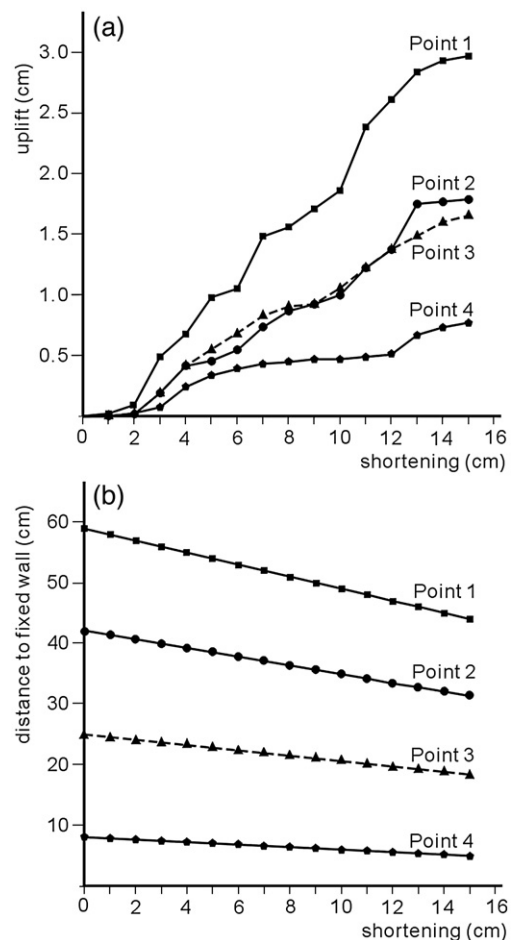 (a)
uplift (cm)
3.0
2.5
2.0
1.5
1.0
0.5
Point 1
Point 2
Point 3
Point 4
0 2 4 6 8 10 12 14 16
shortening (cm)
(b)
distance to fixed wall (cm)
60
50
40
30
20
10
Point 1
Point 2
Point 3
Point 4
0 2 4 6 8 10 12 14 16
shortening (cm)